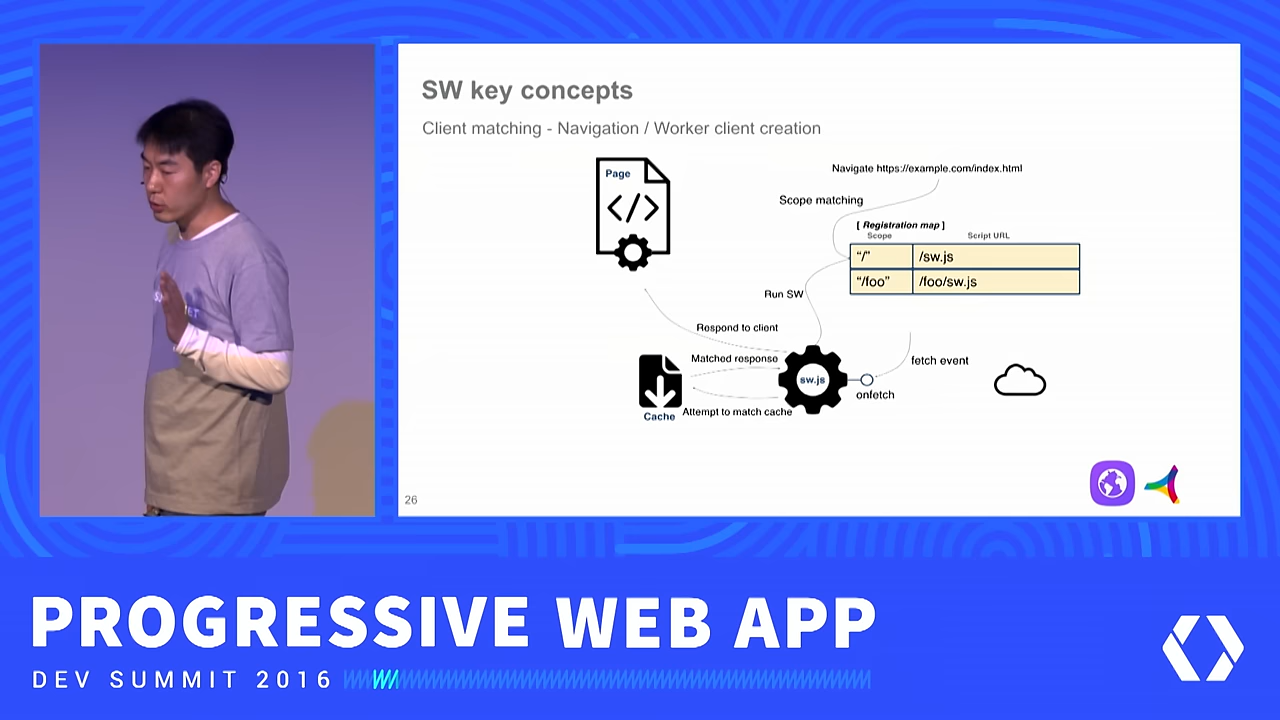 SW key concepts
Client matching - Navigation / Worker client creation
Page
</>
Navigate https://example.com/index.html
Scope matching
[ Registration map ]
Scope Script URL
"/" /sw.js
"/foo" /foo/sw.js
Run SW
Respond to client
Matched response
sw.js
fetch event
onfetch
Cache
Attempt to match cache
26
PROGRESSIVE WEB APP
DEV SUMMIT 2016